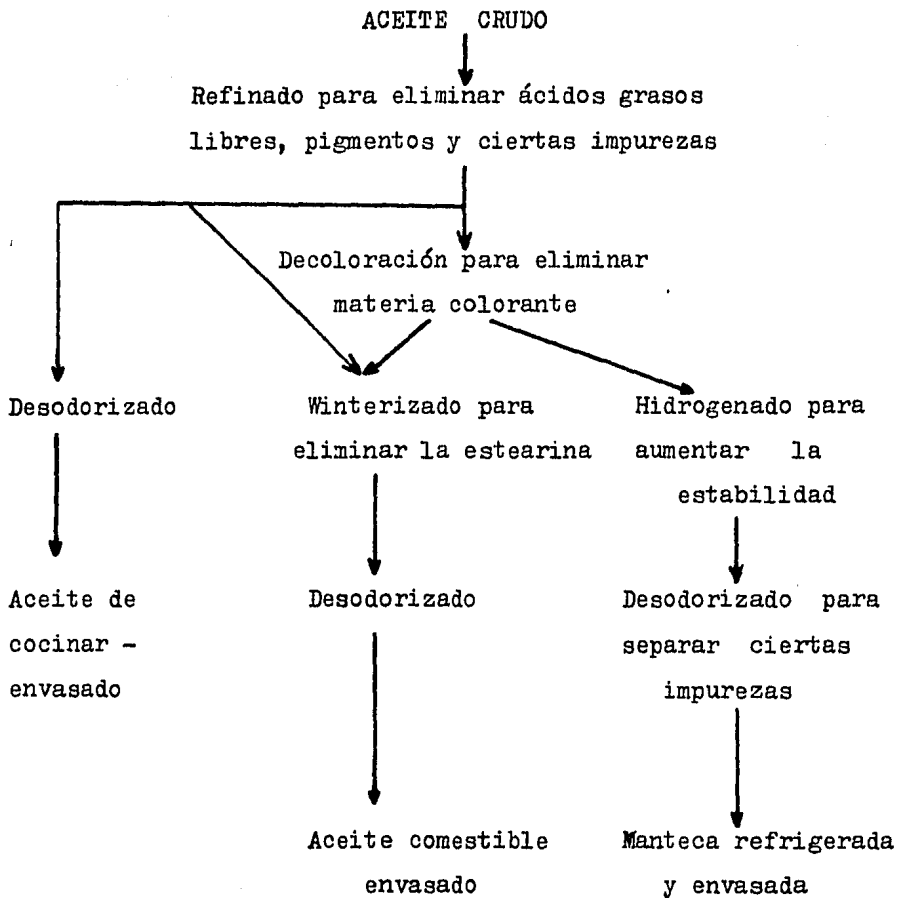 ACEITE CRUDO
Refinado para eliminar ácidos grasos
libres, pigmentos y ciertas impurezas
Decoloración para eliminar
materia colorante
Desodorizado
Winterizado para
eliminar la estearina
Hidrogenado para
aumentar la
estabilidad
Aceite de
cocinar -
envasado
Desodorizado
Desodorizado para
separar ciertas
impurezas
Aceite comestible
envasado
Manteca refrigerada
y envasada